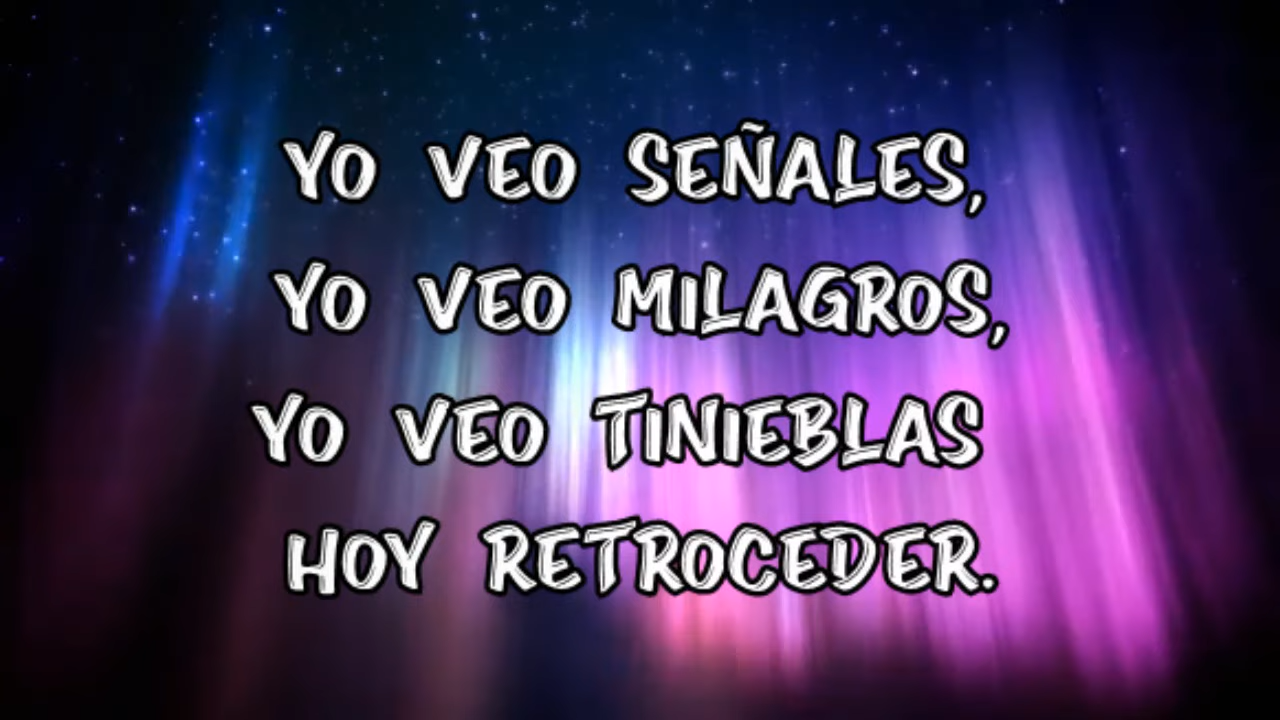 YO VEO SEÑALES,
YO VEO MILAGROS,
YO VEO TINIEBLAS
HOY RETROCEDER.